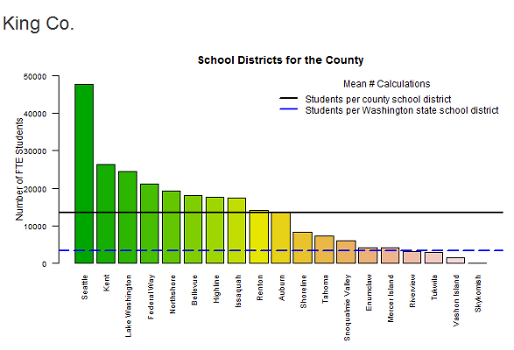 King Co.
School Districts for the County
Mean # Calculations
Students per county school district
Students per Washington state school district
Number of FTE Students
50000
40000
30000
20000
10000
0
Seattle
Kent
Lake Washington
Federal Way
Northshore
Bellevue
Highline
Issaquah
Renton
Auburn
Shoreline
Tahoma
Snoqualmie Valley
Enumclaw
Mercer Island
Riverview
Tukwila
Vashon Island
Skykomish